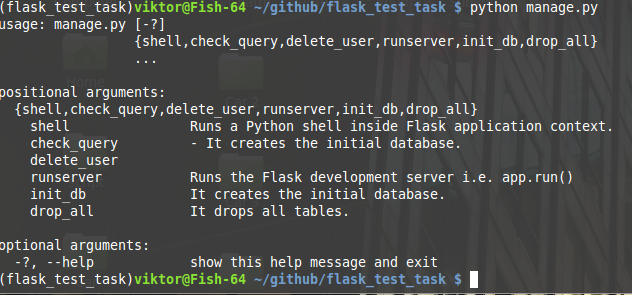 (flask_test_task)viktor@Fish-64 ~/github/flask_test_task $ python manage.py
usage: manage.py [-?]
{shell,check_query,delete_user,runserver,init_db,drop_all}
...
positional arguments:
{shell,check_query,delete_user,runserver,init_db,drop_all}
shell Runs a Python shell inside Flask application context.
check_query - It creates the initial database.
delete_user
runserver Runs the Flask development server i.e. app.run()
init_db It creates the initial database.
drop_all It drops all tables.
optional arguments:
-?, --help show this help message and exit
(flask_test_task)viktor@Fish-64 ~/github/flask_test_task $